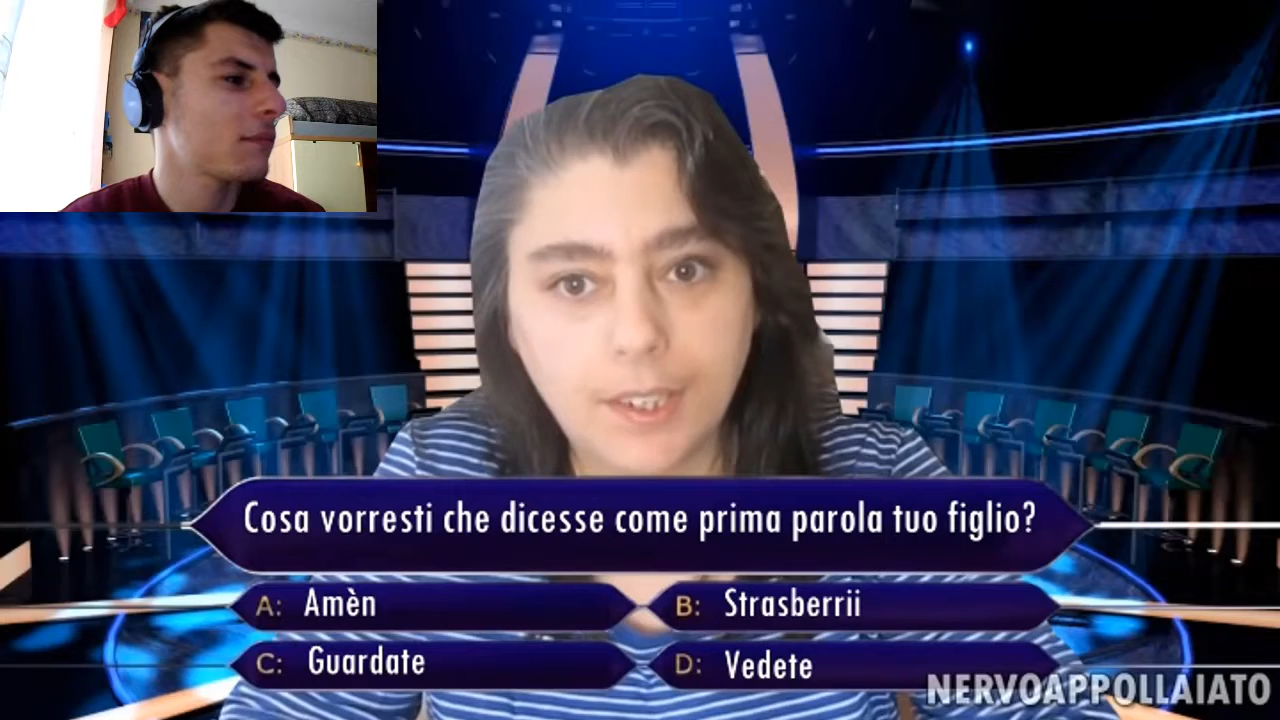 Cosa vorresti che dicesse come prima parola tuo figlio?
A: Amèn
B: Strasberrii
C: Guardate
D: Vedete
NERVOAPPOLLAIATO